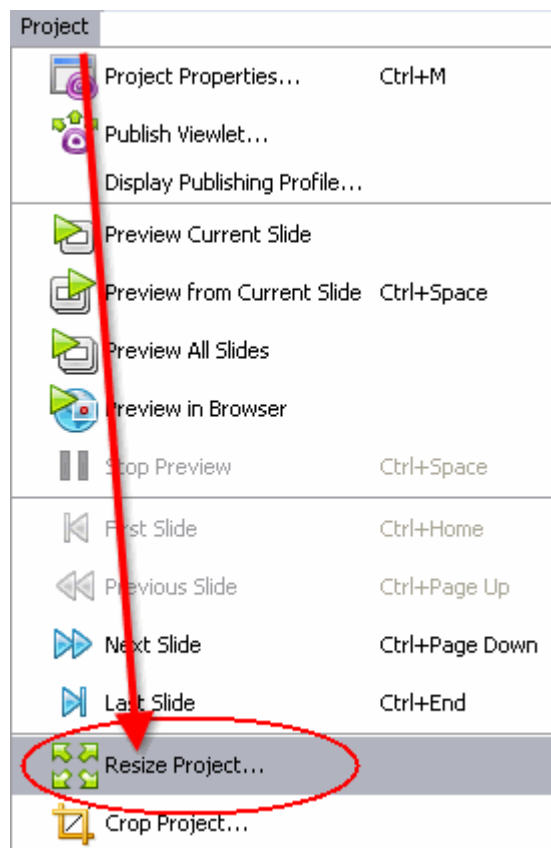 Project
Project Properties... Ctrl+M
Publish Viewlet...
Display Publishing Profile...
Preview Current Slide
Preview from Current Slide Ctrl+Space
Preview All Slides
Preview in Browser
Stop Preview Ctrl+Space
First Slide Ctrl+Home
Previous Slide Ctrl+Page Up
Next Slide Ctrl+Page Down
Last Slide Ctrl+End
Resize Project...
Crop Project...